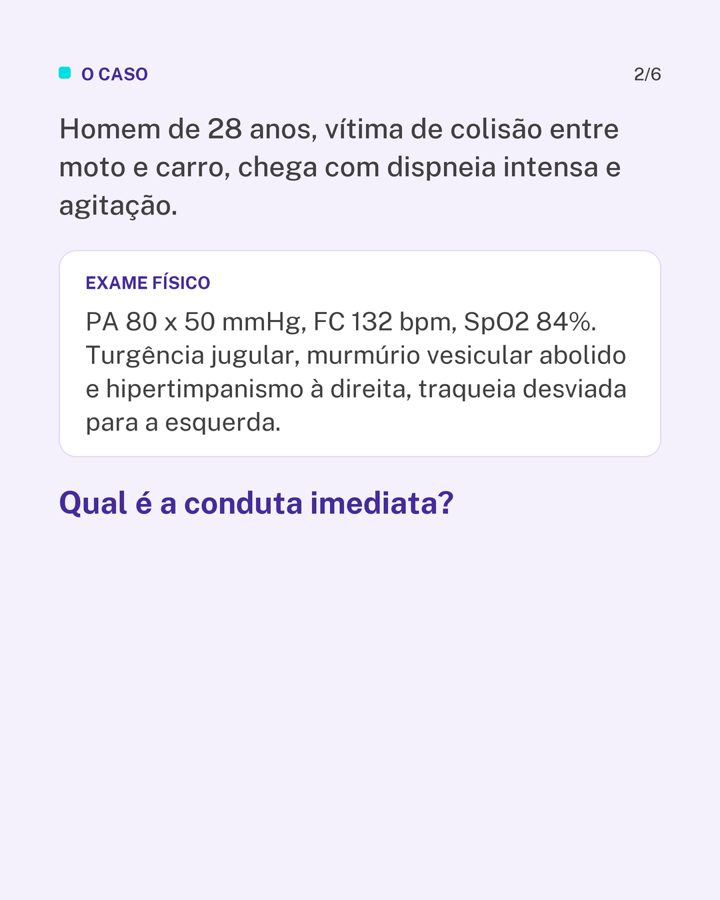 O CASO
2/6
Homem de 28 anos, vítima de colisão entre
moto e carro, chega com dispneia intensa e
agitação.
EXAME FÍSICO
PA 80 x 50 mmHg, FC 132 bpm, SpO2 84%.
Turgência jugular, murmúrio vesicular abolido
e hipertimpanismo à direita, traqueia desviada
para a esquerda.
Qual é a conduta imediata?